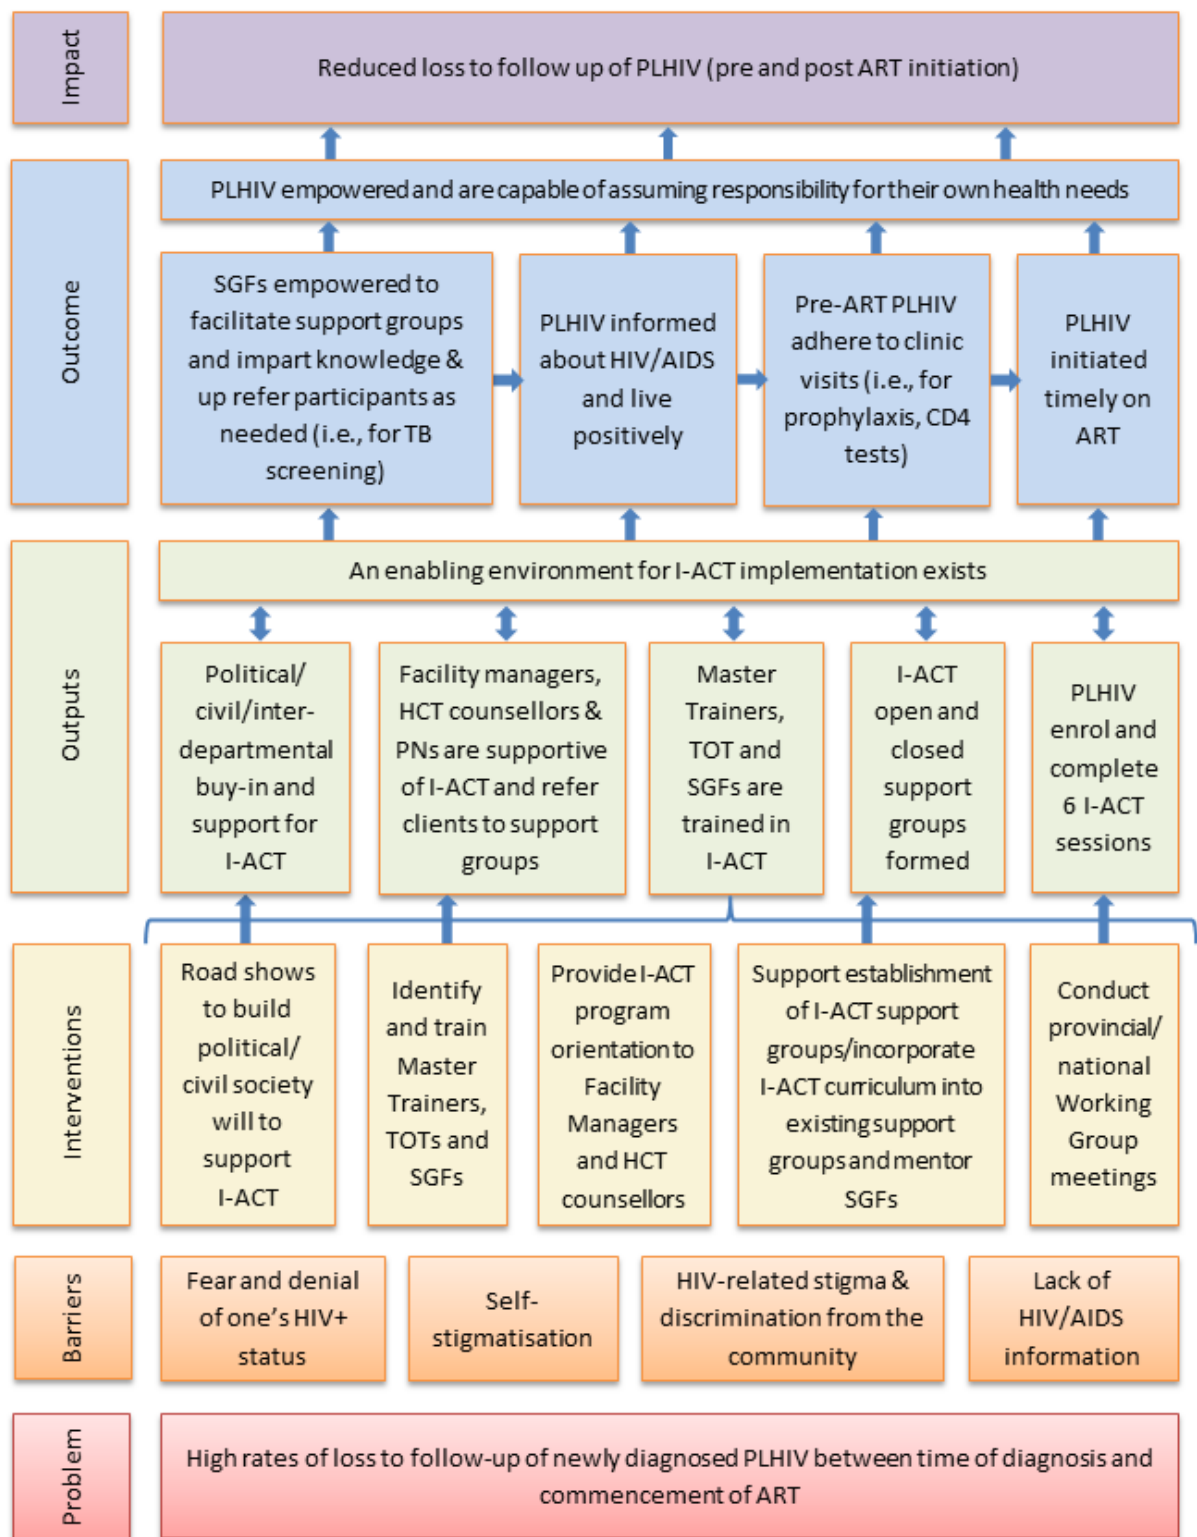 Impact
Reduced loss to follow up of PLHIV (pre and post ART initiation)
Outcome
PLHIV empowered and are capable of assuming responsibility for their own health needs
SGFs empowered to
facilitate support groups
and impart knowledge &
up refer participants as
needed (i.e., for TB
screening)
PLHIV informed
about HIV/AIDS
and live
positively
Pre-ART PLHIV
adhere to clinic
visits (i.e., for
prophylaxis, CD4
tests)
PLHIV
initiated
timely on
ART
Outputs
An enabling environment for I-ACT implementation exists
Political/
civil/inter-
departmental
buy-in and
support for
I-ACT
Facility managers,
HCT counsellors &
PNs are supportive
of I-ACT and refer
clients to support
groups
Master
Trainers,
TOT and
SGFs are
trained in
I-ACT
I-ACT
open and
closed
support
groups
formed
PLHIV
enrol and
complete
6 I-ACT
sessions
Interventions
Road shows
to build
political/
civil society
will to
support
I-ACT
Identify
and train
Master
Trainers,
TOTs and
SGFs
Provide I-ACT
program
orientation to
Facility
Managers
and HCT
counsellors
Support establishment
of I-ACT support
groups/incorporate
I-ACT curriculum into
existing support
groups and mentor
SGFs
Conduct
provincial/
national
Working
Group
meetings
Barriers
Fear and denial
of one's HIV+
status
Self-
stigmatisation
HIV-related stigma &
discrimination from the
community
Lack of
HIV/AIDS
information
Problem
High rates of loss to follow-up of newly diagnosed PLHIV between time of diagnosis and
commencement of ART